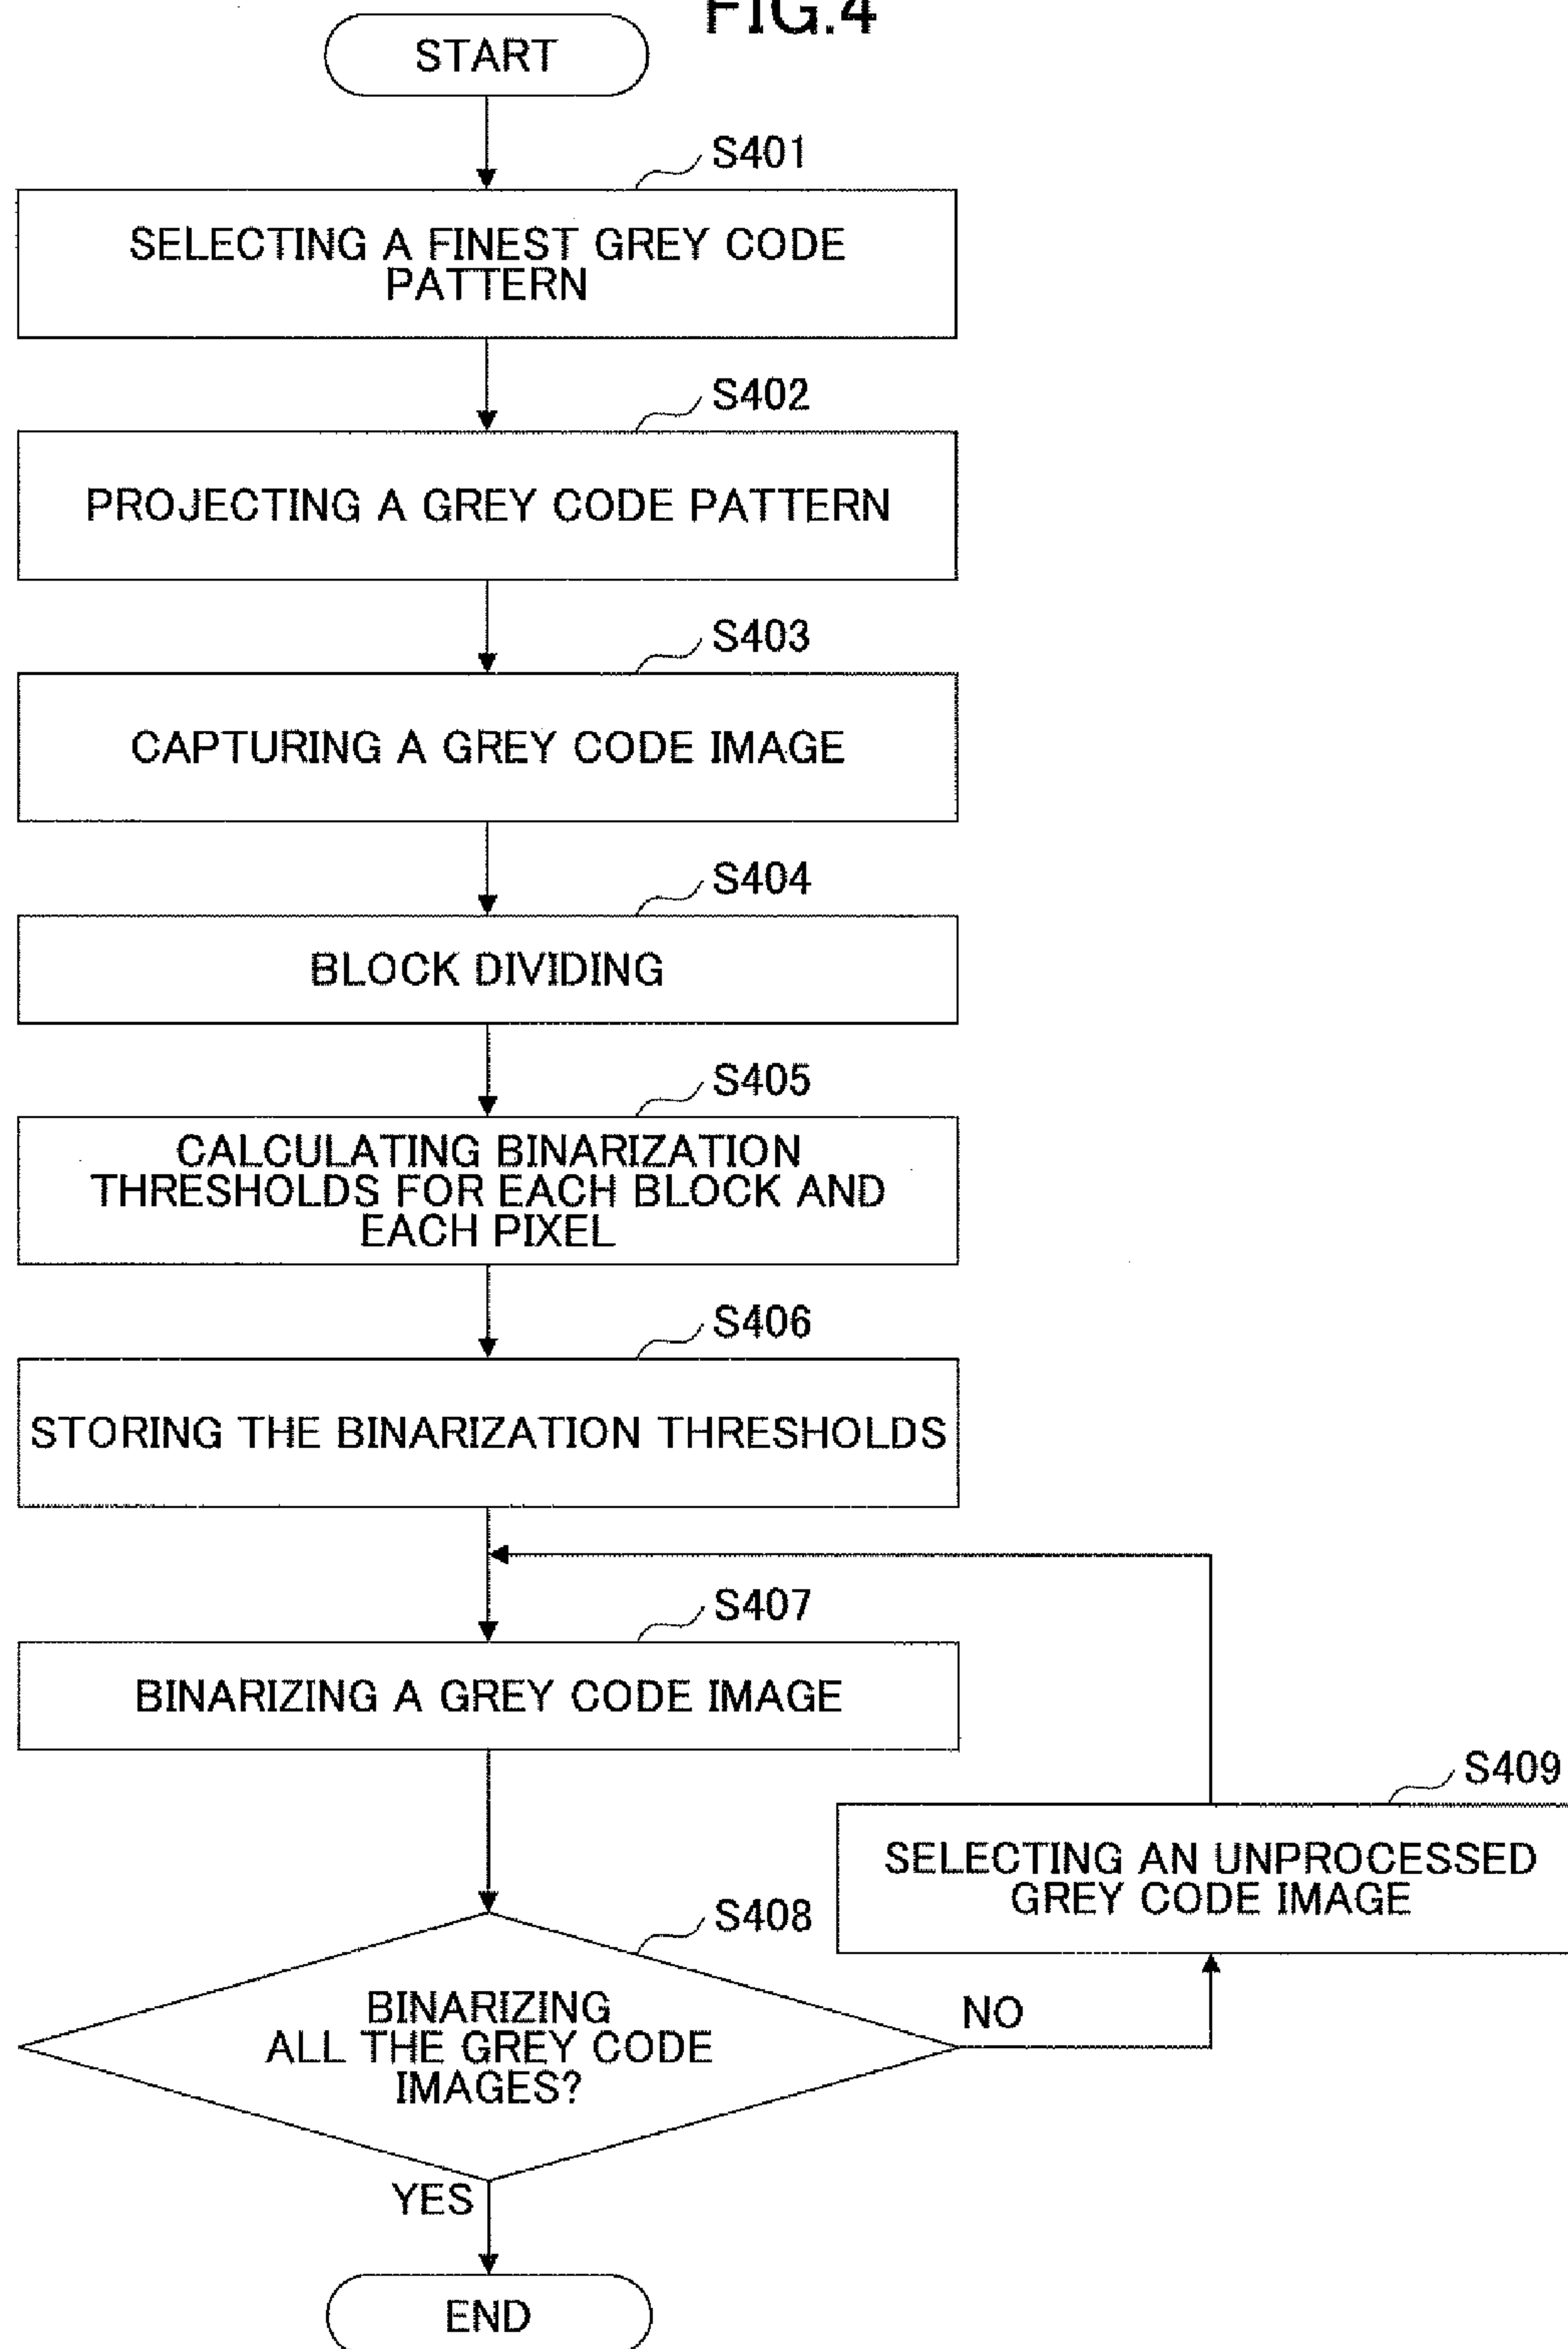 FIG.4
START
S401
SELECTING A FINEST GREY CODE
PATTERN
S402
PROJECTING A GREY CODE PATTERN
S403
CAPTURING A GREY CODE IMAGE
S404
BLOCK DIVIDING
S405
CALCULATING BINARIZATION
THRESHOLDS FOR EACH BLOCK AND
EACH PIXEL
S406
STORING THE BINARIZATION THRESHOLDS
S407
BINARIZING A GREY CODE IMAGE
S409
SELECTING AN UNPROCESSED
GREY CODE IMAGE
S408
BINARIZING
ALL THE GREY CODE
IMAGES?
NO
YES
END